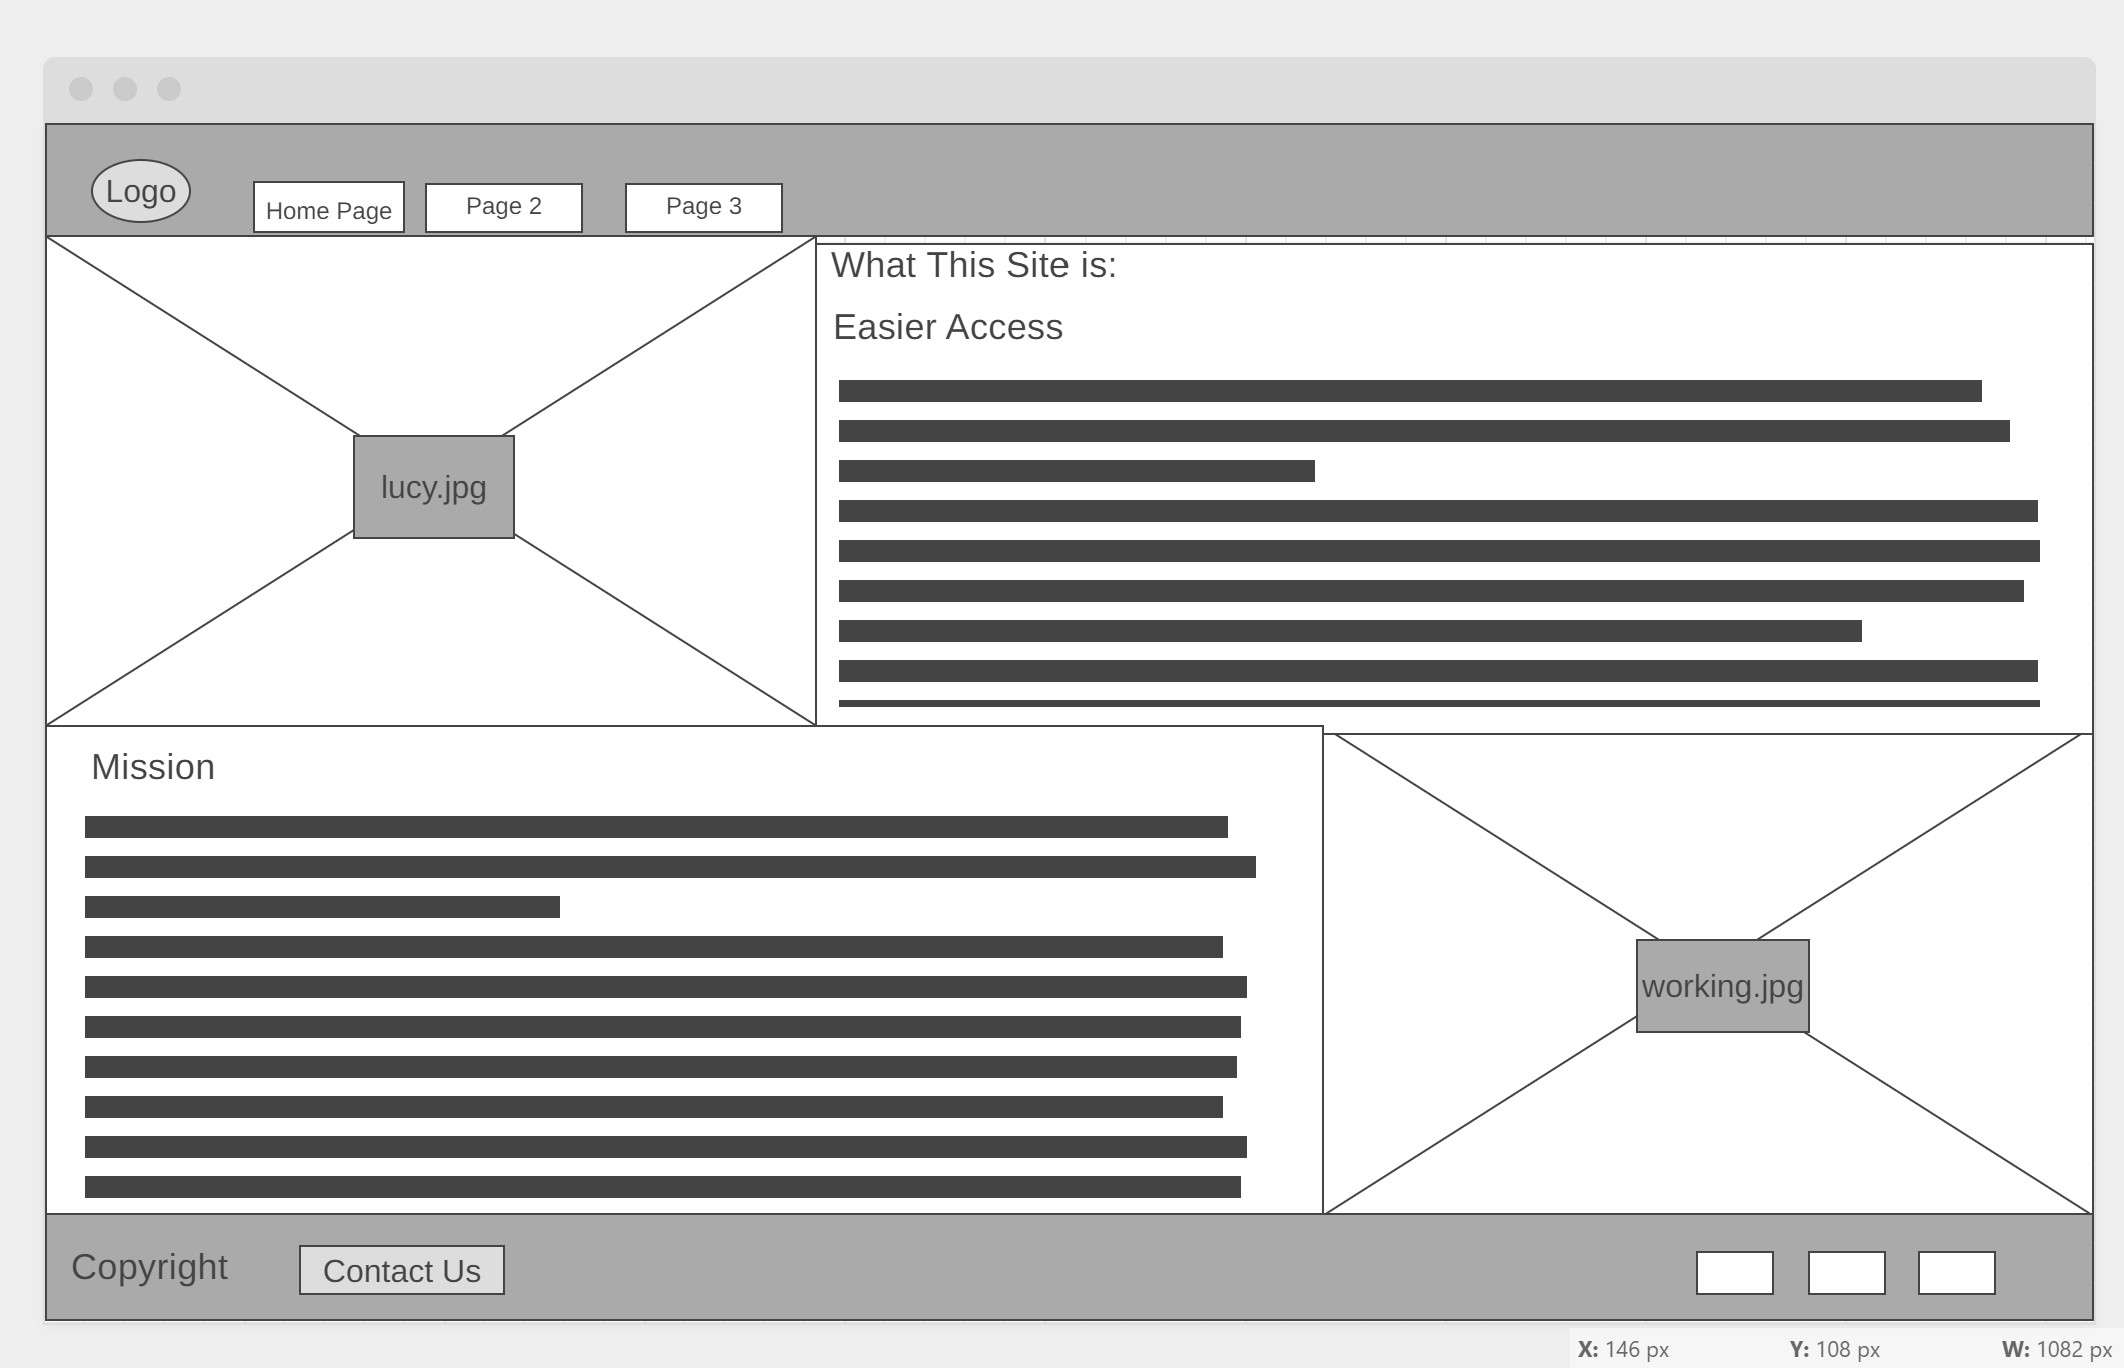 Logo
Home Page
Page 2
Page 3
What This Site is:
Easier Access
lucy.jpg
Mission
working.jpg
Copyright
Contact Us
X: 146 px Y: 108 px W: 1082 px